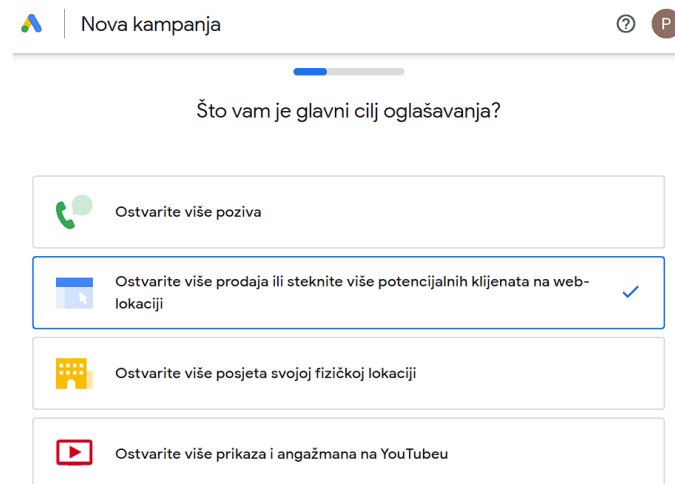 Nova kampanja
P
Što vam je glavni cilj oglašavanja?
Ostvarite više poziva
Ostvarite više prodaja ili steknite više potencijalnih klijenata na web-
lokaciji
Ostvarite više posjeta svojoj fizičkoj lokaciji
Ostvarite više prikaza i angažmana na YouTubeu